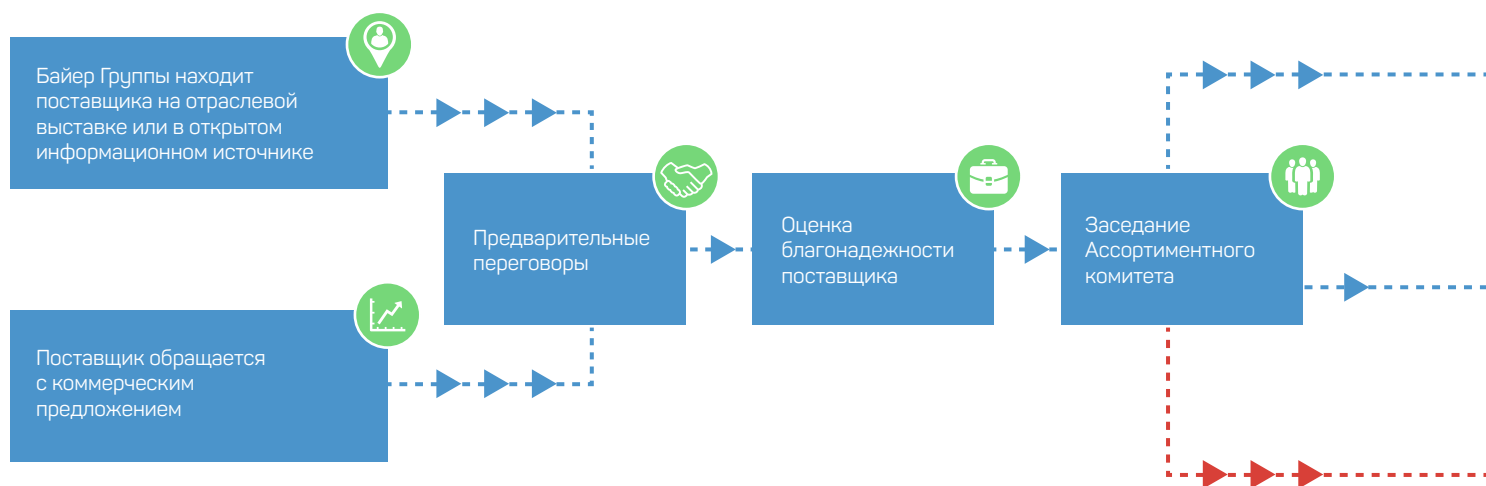 Байер Группы находит
поставщика на отраслевой
выставке или в открытом
информационном источнике
Поставщик обращается
с коммерческим
предложением
Предварительные
переговоры
Оценка
благонадежности
поставщика
Заседание
Ассортиментного
комитета